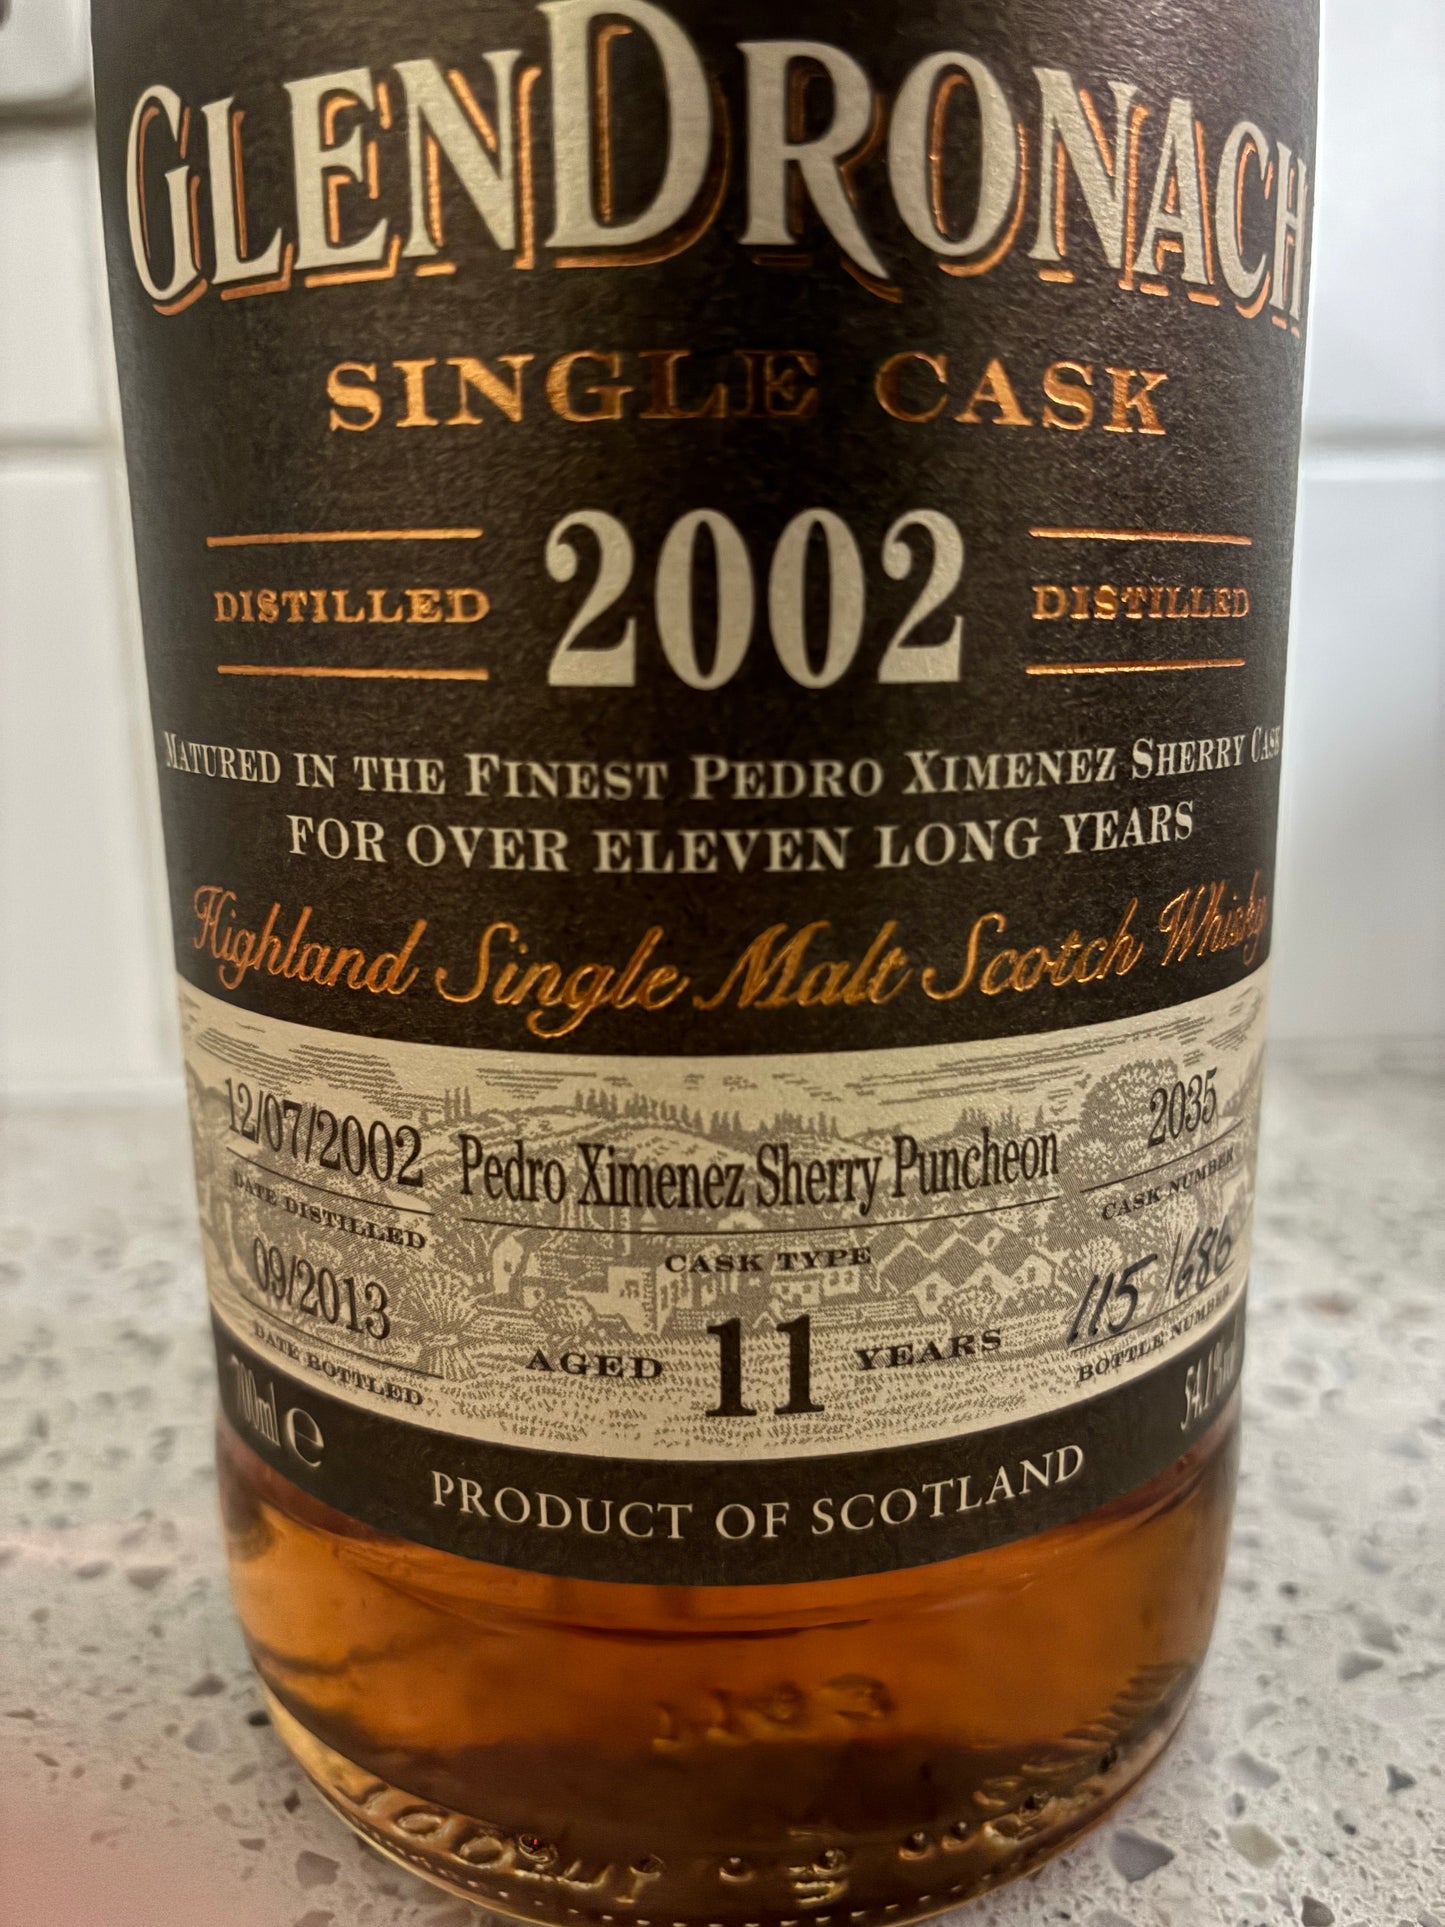 GLENDRONACH
SINGLE CASK
DISTILLED 2002 DISTILLED
MATURED IN THE FINEST PEDRO XIMENEZ SHERRY CASK
FOR OVER ELEVEN LONG YEARS
Highland Single Malt Scotch Whisky
12/07/2002
DATE DISTILLED
Pedro Ximenez Sherry Puncheon
CASK TYPE
2035
CASK NUMBER
09/2013
DATE BOTTLED
AGED 11 YEARS
115/686
BOTTLE NUMBER
700ml e
54.1%
PRODUCT OF SCOTLAND